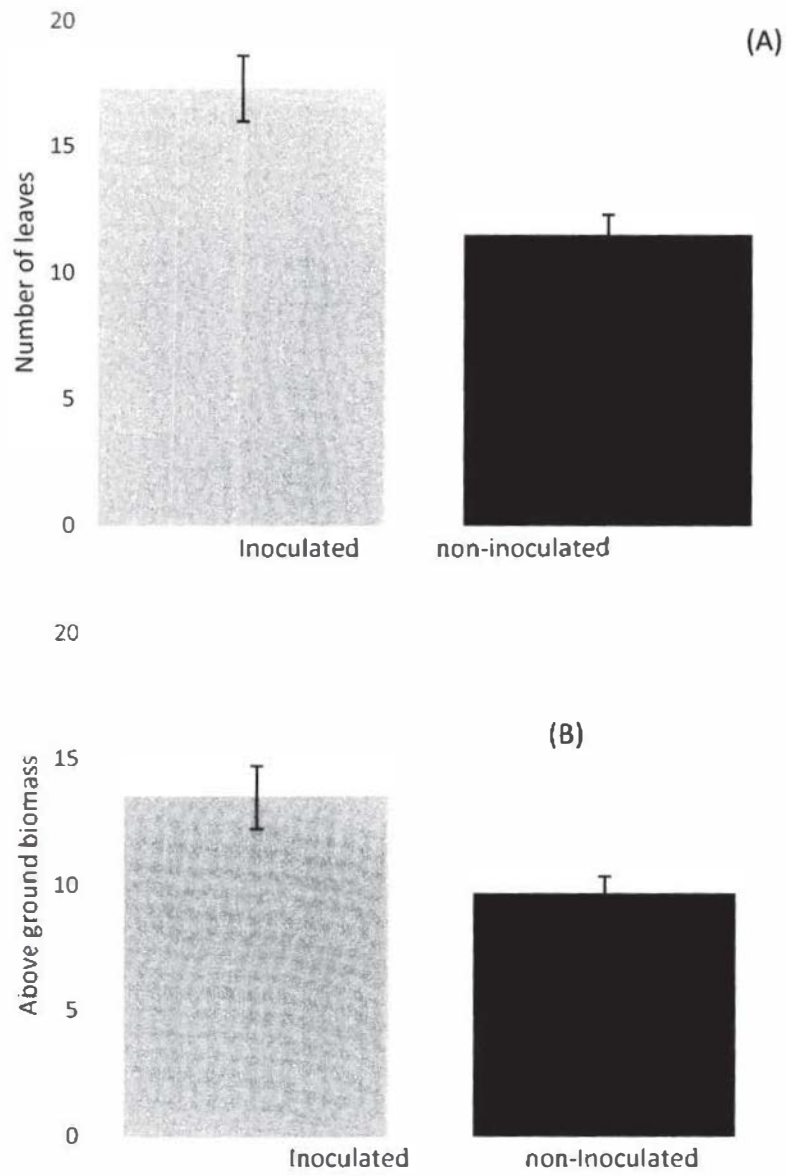 (A)
20
15
10
5
0
Number of leaves
Inoculated non-inoculated
(B)
20
15
10
5
0
Above ground biomass
Inoculated non-Inoculated